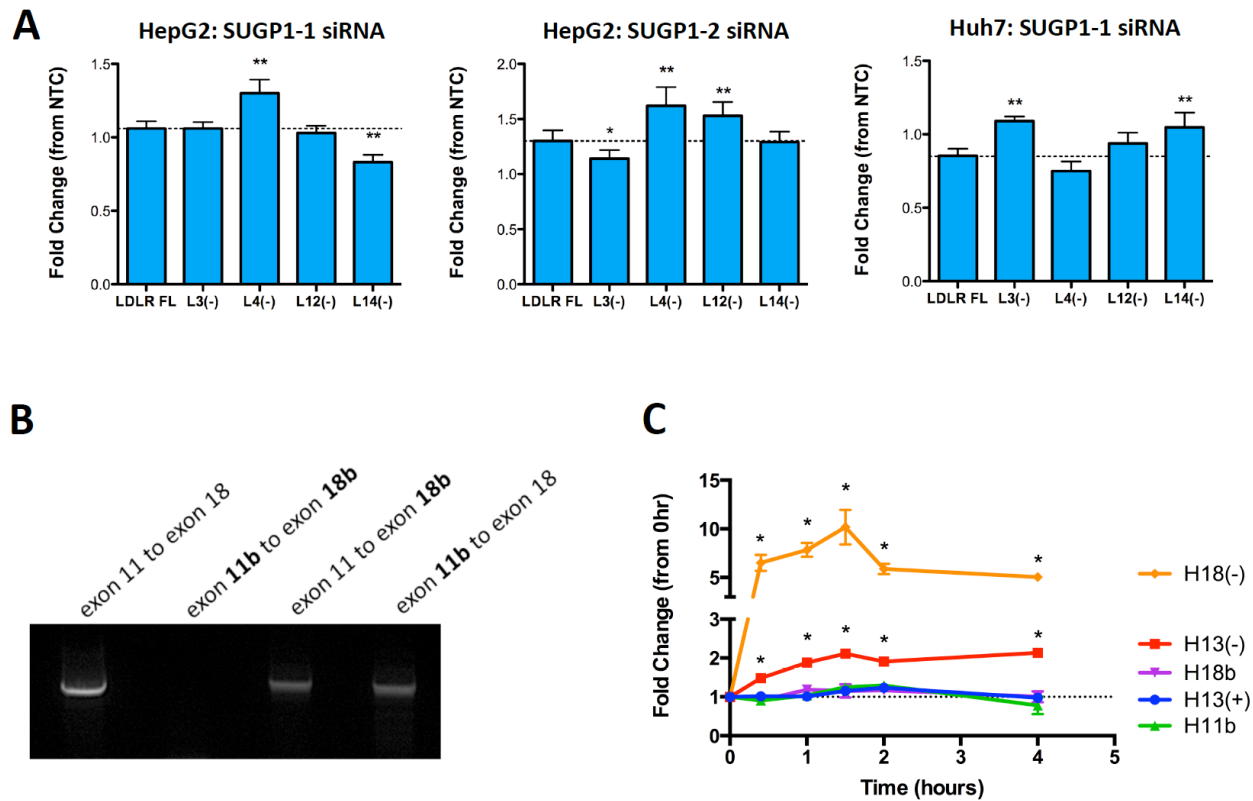 A
HepG2: SUGP1-1 siRNA
Fold Change (from NTC)
1.5
1.0
0.5
0.0
** **
LDLR FL L3(-) L4(-) L12(-) L14(-)
HepG2: SUGP1-2 siRNA
Fold Change (from NTC)
2.0
1.5
1.0
0.5
0.0
* ** **
LDLR FL L3(-) L4(-) L12(-) L14(-)
Huh7: SUGP1-1 siRNA
Fold Change (from NTC)
1.5
1.0
0.5
0.0
** **
LDLR FL L3(-) L4(-) L12(-) L14(-)
B
exon 11 to exon 18
exon 11b to exon 18b
exon 11 to exon 18b
exon 11b to exon 18
C
Fold Change (from 0hr)
15
10
5
3
2
1
0
* * * * *
* * * * *
0 1 2 3 4 5
Time (hours)
H18(-)
H13(-)
H18b
H13(+)
H11b